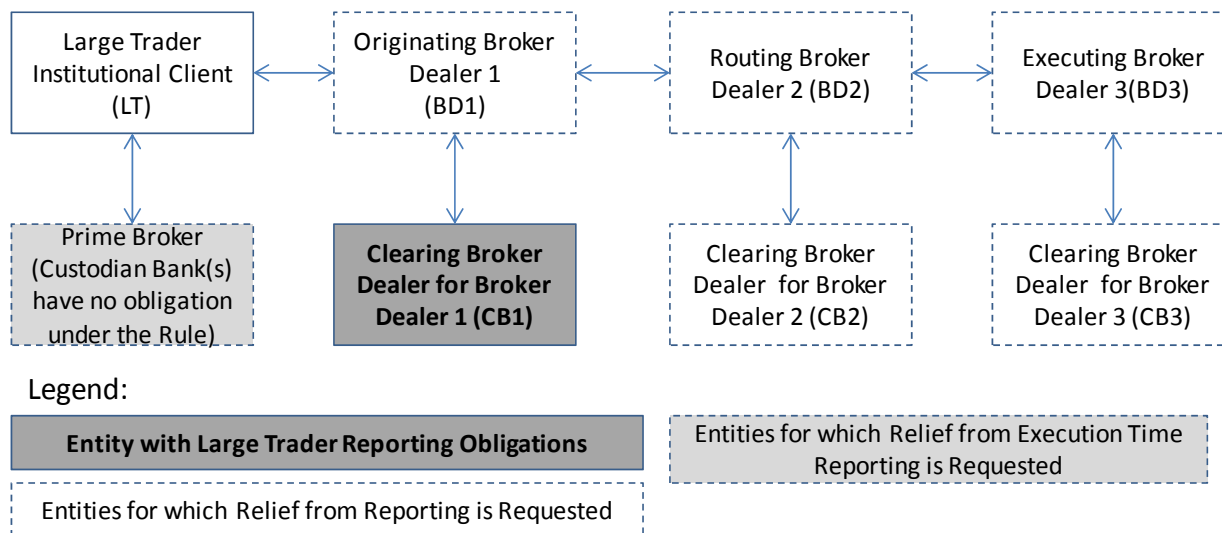 Large Trader
Institutional Client
(LT)
Originating Broker
Dealer 1
(BD1)
Routing Broker
Dealer 2 (BD2)
Executing Broker
Dealer 3(BD3)
Prime Broker
(Custodian Bank(s)
have no obligation
under the Rule)
Clearing Broker
Dealer for Broker
Dealer 1 (CB1)
Clearing Broker
Dealer for Broker
Dealer 2 (CB2)
Clearing Broker
Dealer for Broker
Dealer 3 (CB3)
Legend:
Entity with Large Trader Reporting Obligations
Entities for which Relief from Execution Time
Reporting is Requested
Entities for which Relief from Reporting is Requested